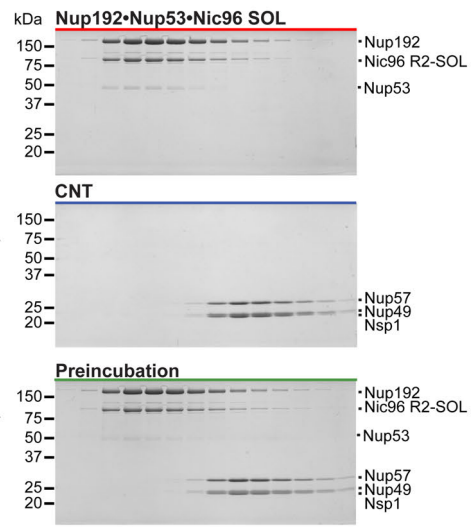 kDa Nup192•Nup53•Nic96 SOL
150 Nup192
75 Nic96 R2-SOL
50 Nup53
37
25
20
CNT
150
75
50
37
25 Nup57
20 Nup49
Nsp1
Preincubation
150 Nup192
75 Nic96 R2-SOL
50 Nup53
37
25 Nup57
20 Nup49
Nsp1